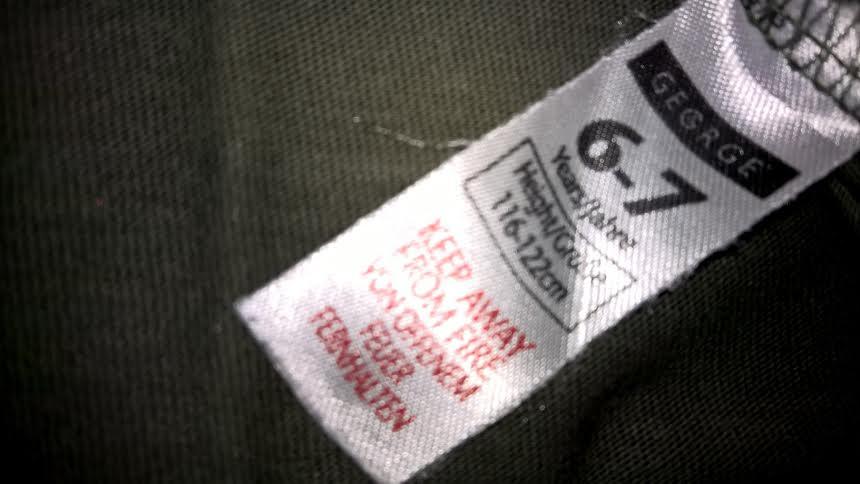 GEORGE
6-7
Years/Jahre
Height/Größe
116-122cm
KEEP AWAY
FROM FIRE
VON OFFENEM
FEUER
FERNHALTEN